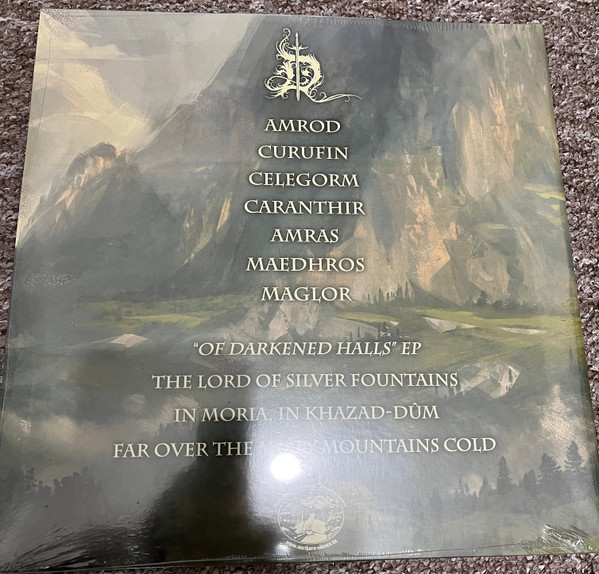 D
AMROD
CURUFIN
CELEGORM
CARANTHIR
AMRAS
MAEDHROS
MAGLOR
"OF DARKENED HALLS" EP
THE LORD OF SILVER FOUNTAINS
IN MORIA, IN KHAZAD-DÛM
FAR OVER THE MISTY MOUNTAINS COLD